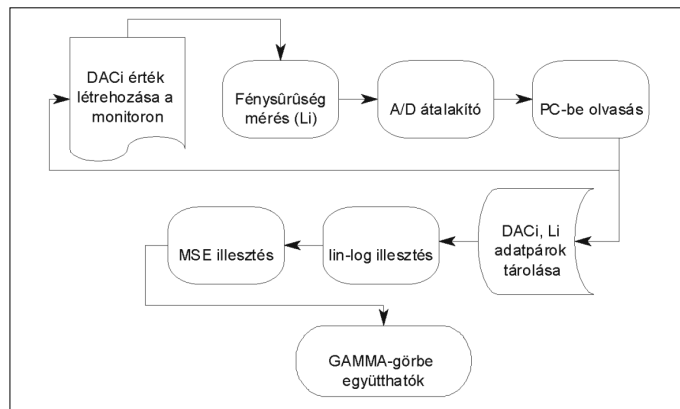 DACi érték
létrehozása a
monitoron
Fénysûrûség
mérés (Li)
A/D átalakító
PC-be olvasás
DACi, Li
adatpárok
tárolása
lin-log illesztés
MSE illesztés
GAMMA-görbe
együtthatók